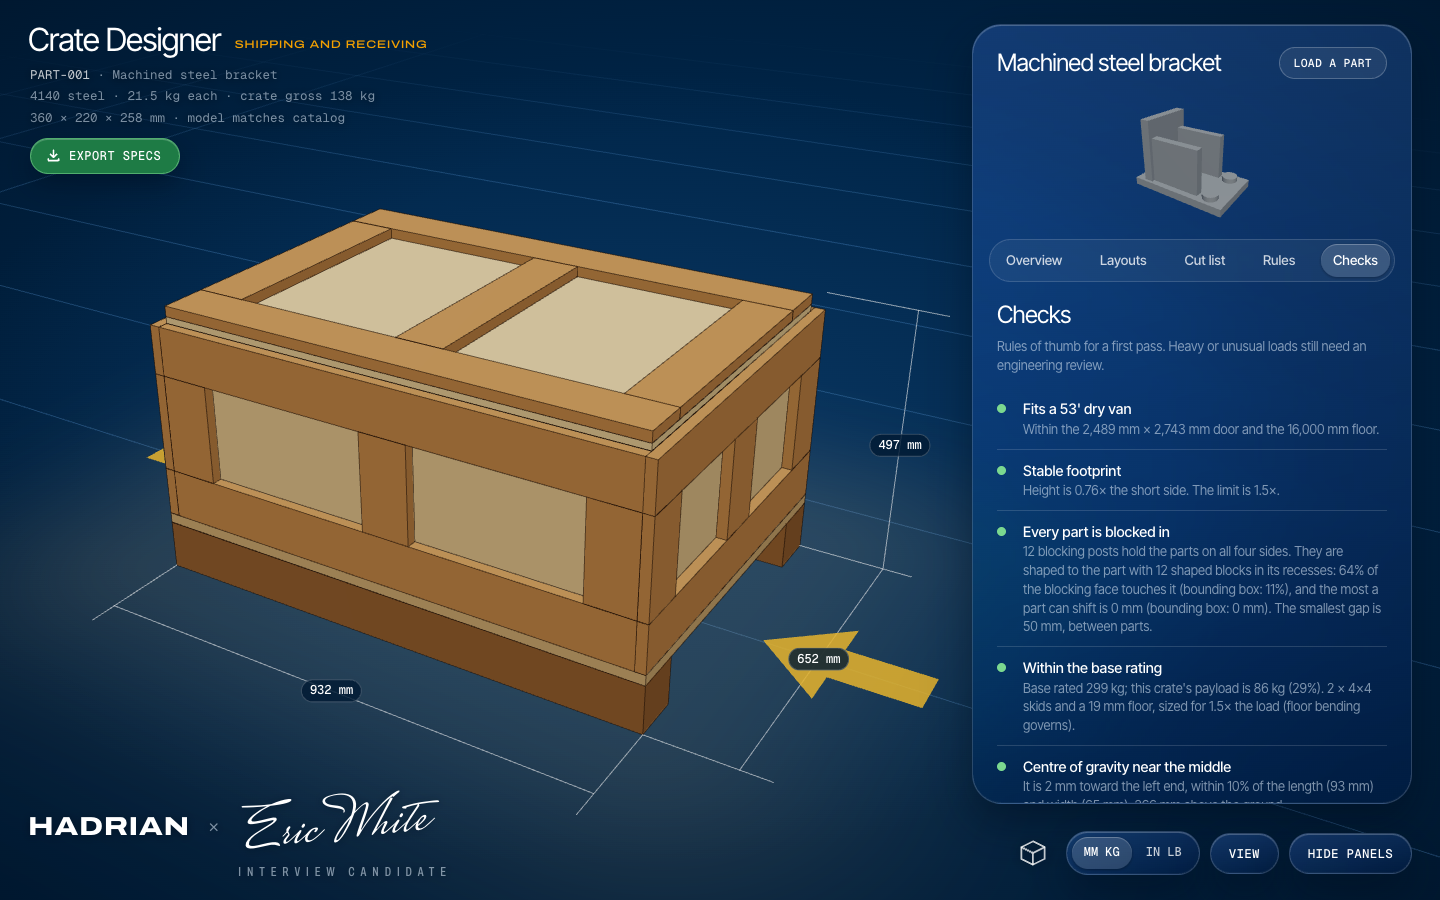 Crate Designer SHIPPING AND RECEIVING
PART-001 · Machined steel bracket
4140 steel · 21.5 kg each · crate gross 138 kg
360 × 220 × 258 mm · model matches catalog
EXPORT SPECS
497 mm
652 mm
932 mm
HADRIAN × Eric White
INTERVIEW CANDIDATE
Machined steel bracket
LOAD A PART
Overview Layouts Cut list Rules Checks
Checks
Rules of thumb for a first pass. Heavy or unusual loads still need an
engineering review.
Fits a 53' dry van
Within the 2,489 mm × 2,743 mm door and the 16,000 mm floor.
Stable footprint
Height is 0.76× the short side. The limit is 1.5×.
Every part is blocked in
12 blocking posts hold the parts on all four sides. They are
shaped to the part with 12 shaped blocks in its recesses: 64% of
the blocking face touches it (bounding box: 11%), and the most a
part can shift is 0 mm (bounding box: 0 mm). The smallest gap is
50 mm, between parts.
Within the base rating
Base rated 299 kg; this crate's payload is 86 kg (29%). 2 × 4×4
skids and a 19 mm floor, sized for 1.5× the load (floor bending
governs).
Centre of gravity near the middle
It is 2 mm toward the left end, within 10% of the length (93 mm)
and width (65 mm), 266 mm above the ground.
MM KG IN LB
VIEW
HIDE PANELS